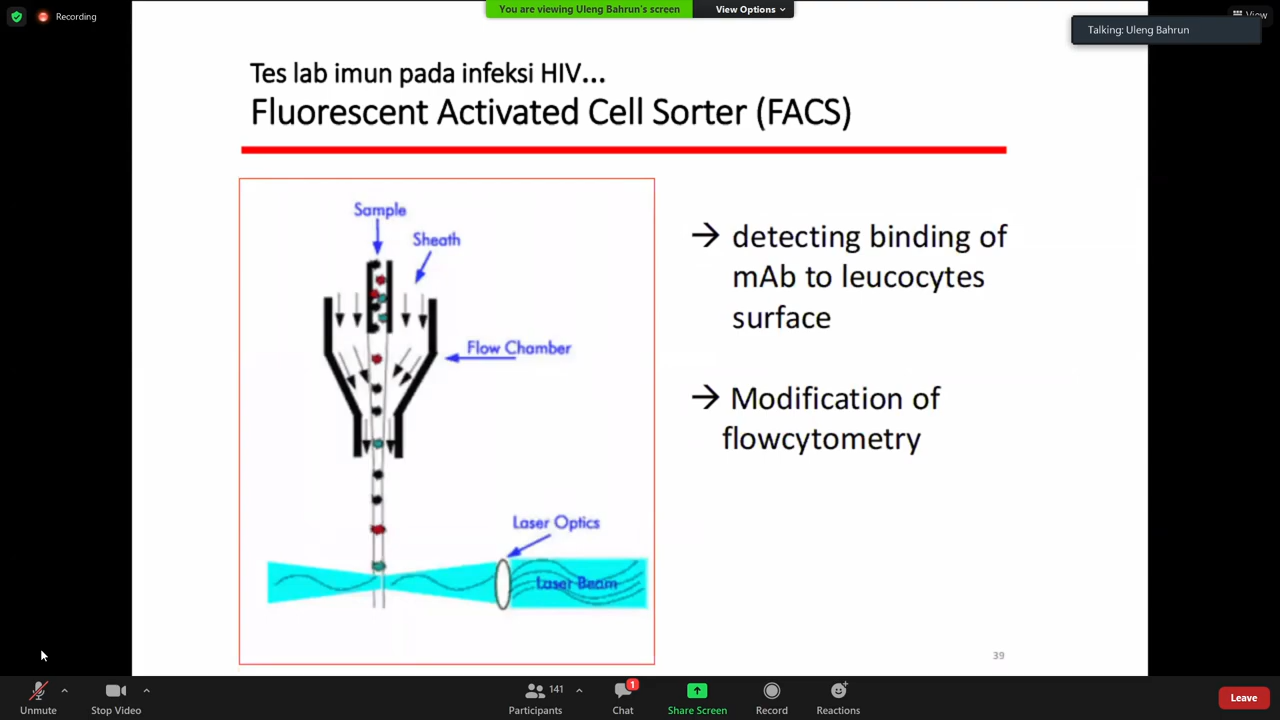 Recording
You are viewing Uleng Bahrun's screen
View Options
View
Talking: Uleng Bahrun
Tes lab imun pada infeksi HIV...
Fluorescent Activated Cell Sorter (FACS)
Sample
Sheath
Flow Chamber
Laser Optics
Laser Beam
→ detecting binding of
mAb to leucocytes
surface
→ Modification of
flowcytometry
39
Unmute
Stop Video
141
Participants
1
Chat
Share Screen
Record
Reactions
Leave